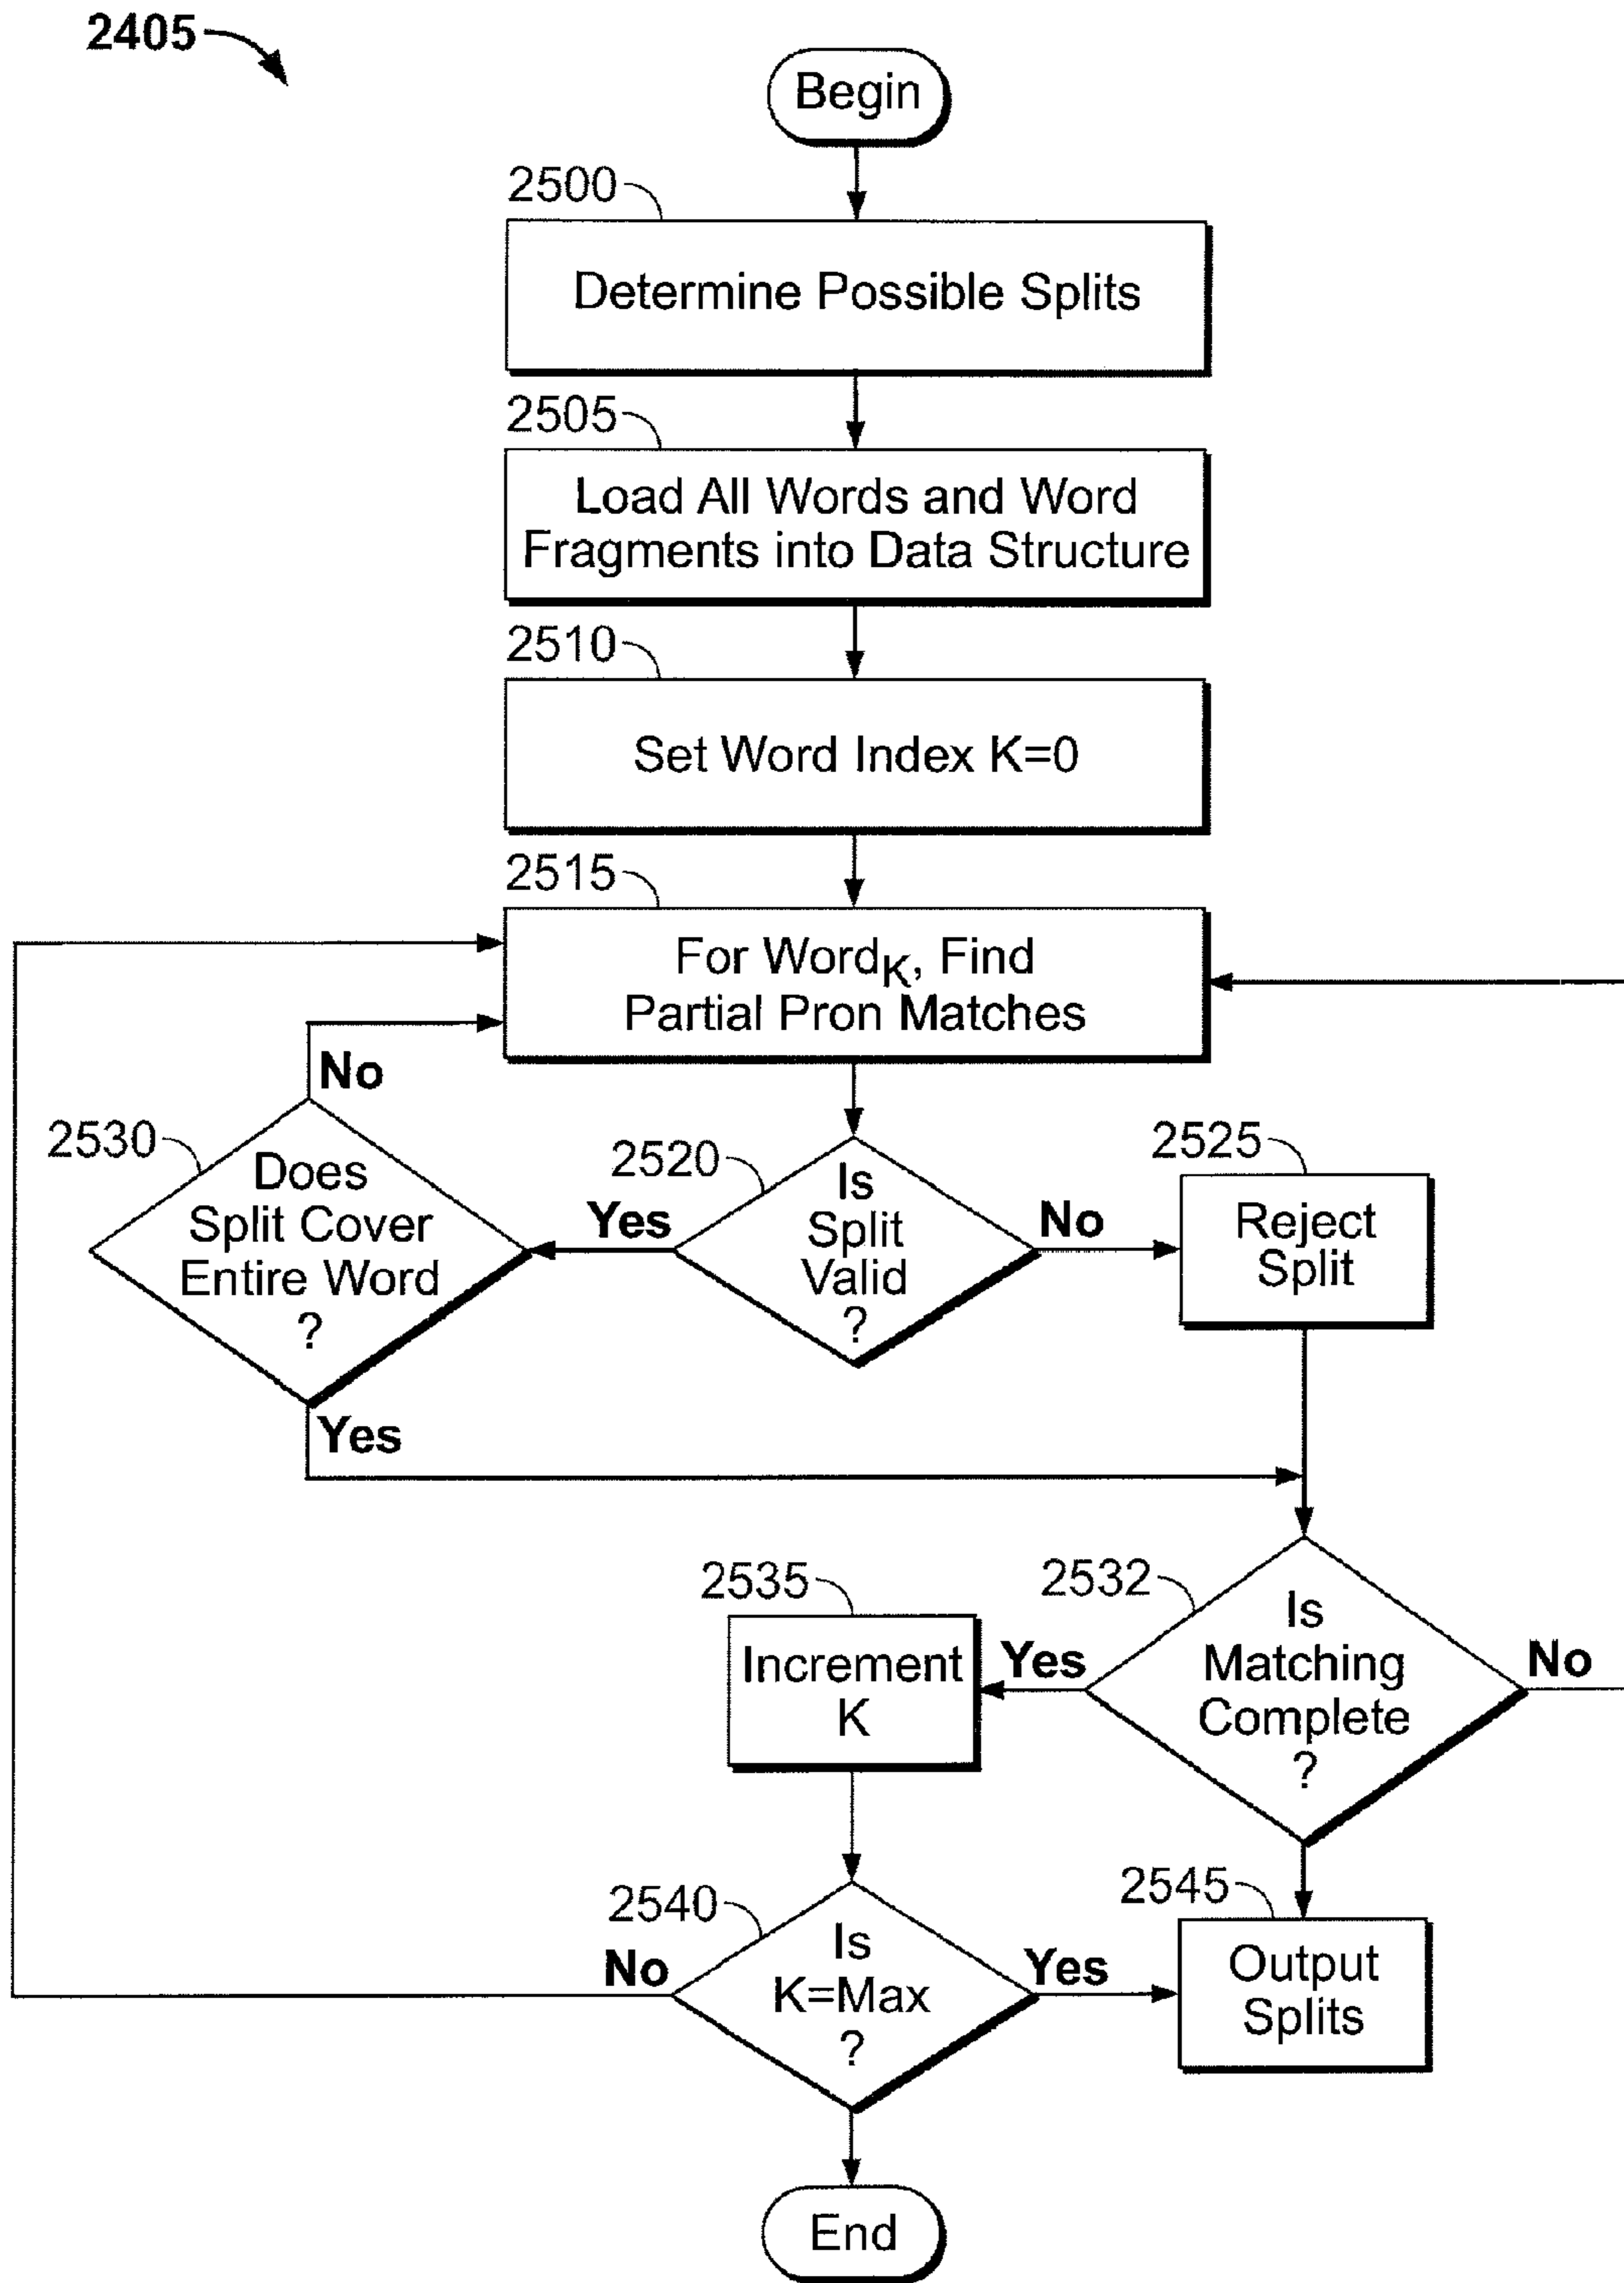 2405
Begin
2500
Determine Possible Splits
2505
Load All Words and Word
Fragments into Data Structure
2510
Set Word Index K=0
2515
For Word_K, Find
Partial Pron Matches
No
2530
Does
Split Cover
Entire Word
?
Yes
2520
Is
Split
Valid
?
Yes
No
2525
Reject
Split
2532
Is
Matching
Complete
?
Yes
No
2535
Increment
K
2540
Is
K=Max
?
No
Yes
2545
Output
Splits
End